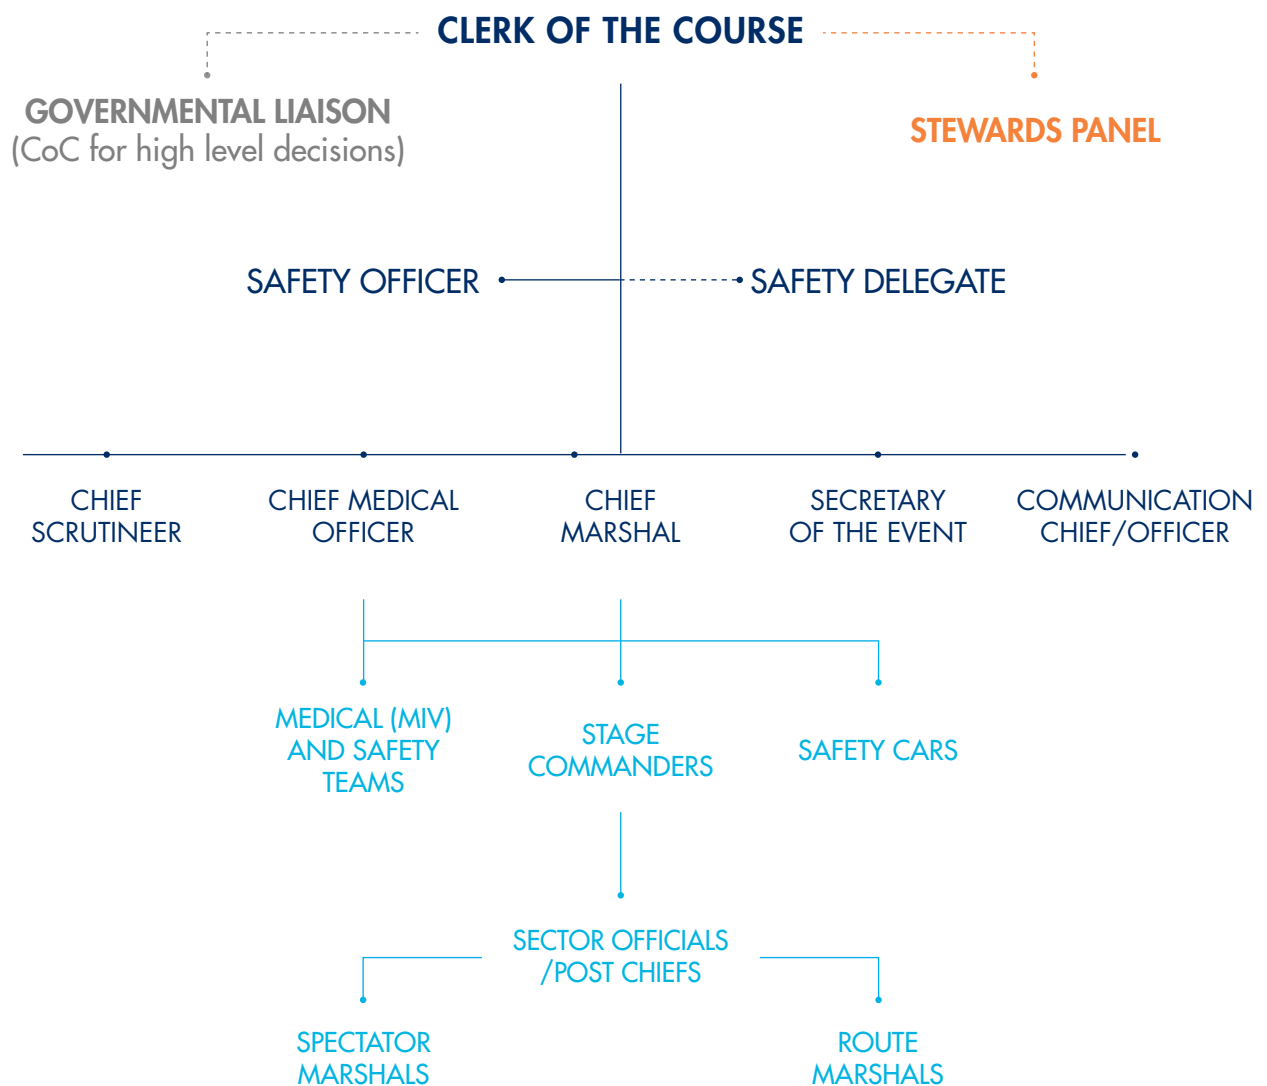 CLERK OF THE COURSE
GOVERNMENTAL LIAISON
(CoC for high level decisions)
STEWARDS PANEL
SAFETY OFFICER
SAFETY DELEGATE
CHIEF
SCRUTINEER
CHIEF MEDICAL
OFFICER
CHIEF
MARSHAL
SECRETARY
OF THE EVENT
COMMUNICATION
CHIEF/OFFICER
MEDICAL (MIV)
AND SAFETY
TEAMS
STAGE
COMMANDERS
SAFETY CARS
SECTOR OFFICIALS
/POST CHIEFS
SPECTATOR
MARSHALS
ROUTE
MARSHALS